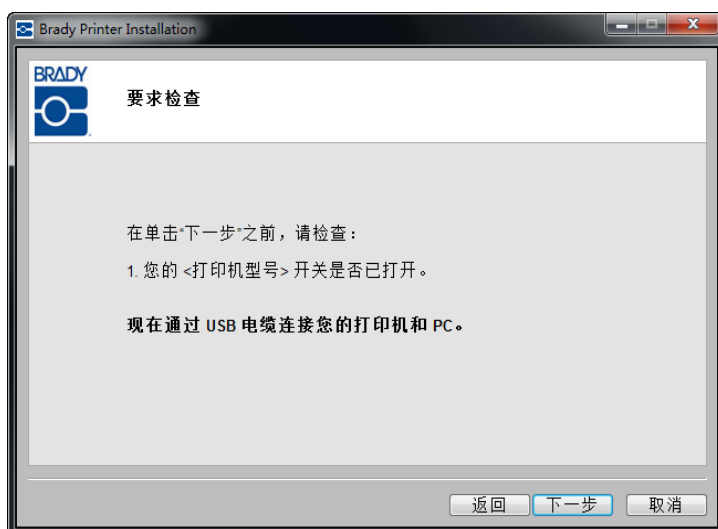 Brady Printer Installation
BRADY
要求检查
在单击“下一步”之前，请检查：
1. 您的 <打印机型号> 开关是否已打开。
现在通过 USB 电缆连接您的打印机和 PC。
返回 下一步 取消